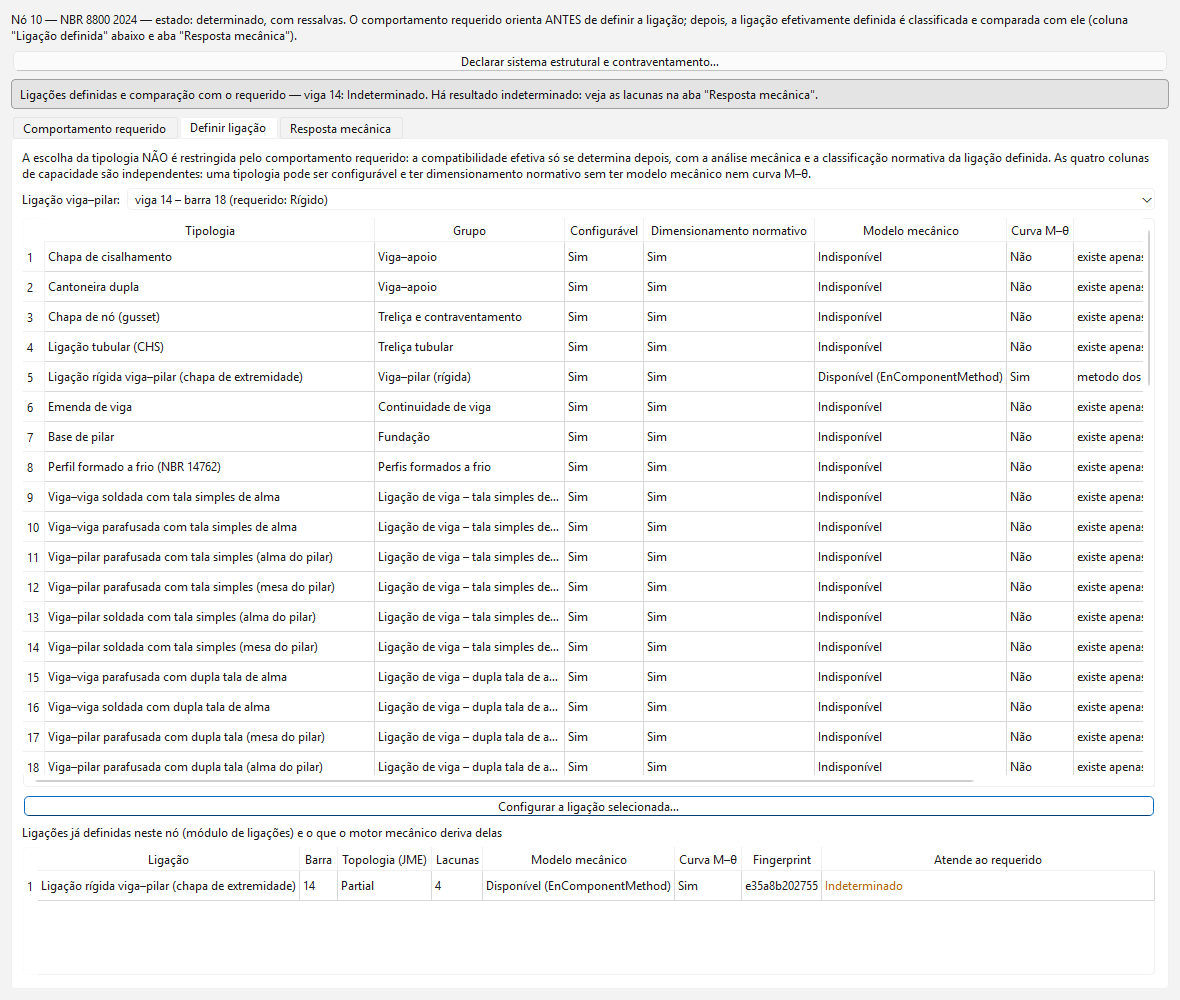 Nó 10 — NBR 8800 2024 — estado: determinado, com ressalvas. O comportamento requerido orienta ANTES de definir a ligação; depois, a ligação efetivamente definida é classificada e comparada com ele (coluna
"Ligação definida" abaixo e aba "Resposta mecânica").
Declarar sistema estrutural e contraventamento...
Ligações definidas e comparação com o requerido — viga 14: Indeterminado. Há resultado indeterminado: veja as lacunas na aba "Resposta mecânica".
Comportamento requerido Definir ligação Resposta mecânica
A escolha da tipologia NÃO é restringida pelo comportamento requerido: a compatibilidade efetiva só se determina depois, com a análise mecânica e a classificação normativa da ligação definida. As quatro colunas
de capacidade são independentes: uma tipologia pode ser configurável e ter dimensionamento normativo sem ter modelo mecânico nem curva M–θ.
Ligação viga–pilar: viga 14 – barra 18 (requerido: Rígido)
Tipologia Grupo Configurável Dimensionamento normativo Modelo mecânico Curva M–θ
1 Chapa de cisalhamento Viga–apoio Sim Sim Indisponível Não existe apenas
2 Cantoneira dupla Viga–apoio Sim Sim Indisponível Não existe apenas
3 Chapa de nó (gusset) Treliça e contraventamento Sim Sim Indisponível Não existe apenas
4 Ligação tubular (CHS) Treliça tubular Sim Sim Indisponível Não existe apenas
5 Ligação rígida viga–pilar (chapa de extremidade) Viga–pilar (rígida) Sim Sim Disponível (EnComponentMethod) Sim metodo dos
6 Emenda de viga Continuidade de viga Sim Sim Indisponível Não existe apenas
7 Base de pilar Fundação Sim Sim Indisponível Não existe apenas
8 Perfil formado a frio (NBR 14762) Perfis formados a frio Sim Sim Indisponível Não existe apenas
9 Viga–viga soldada com tala simples de alma Ligação de viga – tala simples de... Sim Sim Indisponível Não existe apenas
10 Viga–viga parafusada com tala simples de alma Ligação de viga – tala simples de... Sim Sim Indisponível Não existe apenas
11 Viga–pilar parafusada com tala simples (alma do pilar) Ligação de viga – tala simples de... Sim Sim Indisponível Não existe apenas
12 Viga–pilar parafusada com tala simples (mesa do pilar) Ligação de viga – tala simples de... Sim Sim Indisponível Não existe apenas
13 Viga–pilar soldada com tala simples (alma do pilar) Ligação de viga – tala simples de... Sim Sim Indisponível Não existe apenas
14 Viga–pilar soldada com tala simples (mesa do pilar) Ligação de viga – tala simples de... Sim Sim Indisponível Não existe apenas
15 Viga–viga parafusada com dupla tala de alma Ligação de viga – dupla tala de a... Sim Sim Indisponível Não existe apenas
16 Viga–viga soldada com dupla tala de alma Ligação de viga – dupla tala de a... Sim Sim Indisponível Não existe apenas
17 Viga–pilar parafusada com dupla tala (mesa do pilar) Ligação de viga – dupla tala de a... Sim Sim Indisponível Não existe apenas
18 Viga–pilar parafusada com dupla tala (alma do pilar) Ligação de viga – dupla tala de a... Sim Sim Indisponível Não existe apenas
Configurar a ligação selecionada...
Ligações já definidas neste nó (módulo de ligações) e o que o motor mecânico deriva delas
Ligação Barra Topologia (JME) Lacunas Modelo mecânico Curva M–θ Fingerprint Atende ao requerido
1 Ligação rígida viga–pilar (chapa de extremidade) 14 Partial 4 Disponível (EnComponentMethod) Sim e35a8b202755 Indeterminado